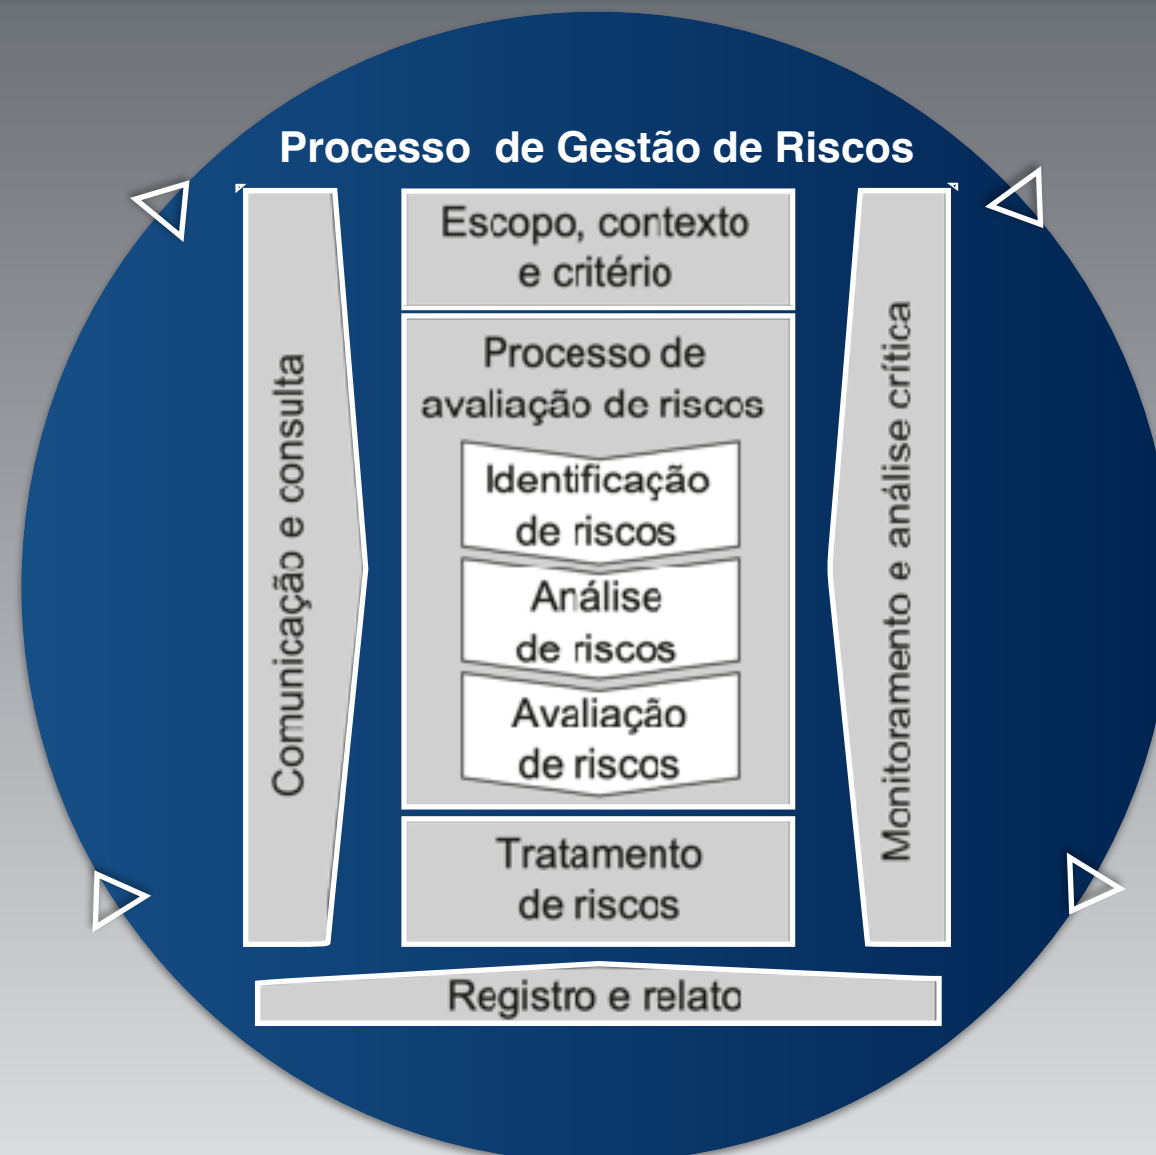 Processo de Gestão de Riscos
Comunicação e consulta
Escopo, contexto
e critério
Processo de
avaliação de riscos
Identificação
de riscos
Análise
de riscos
Avaliação
de riscos
Tratamento
de riscos
Monitoramento e análise crítica
Registro e relato